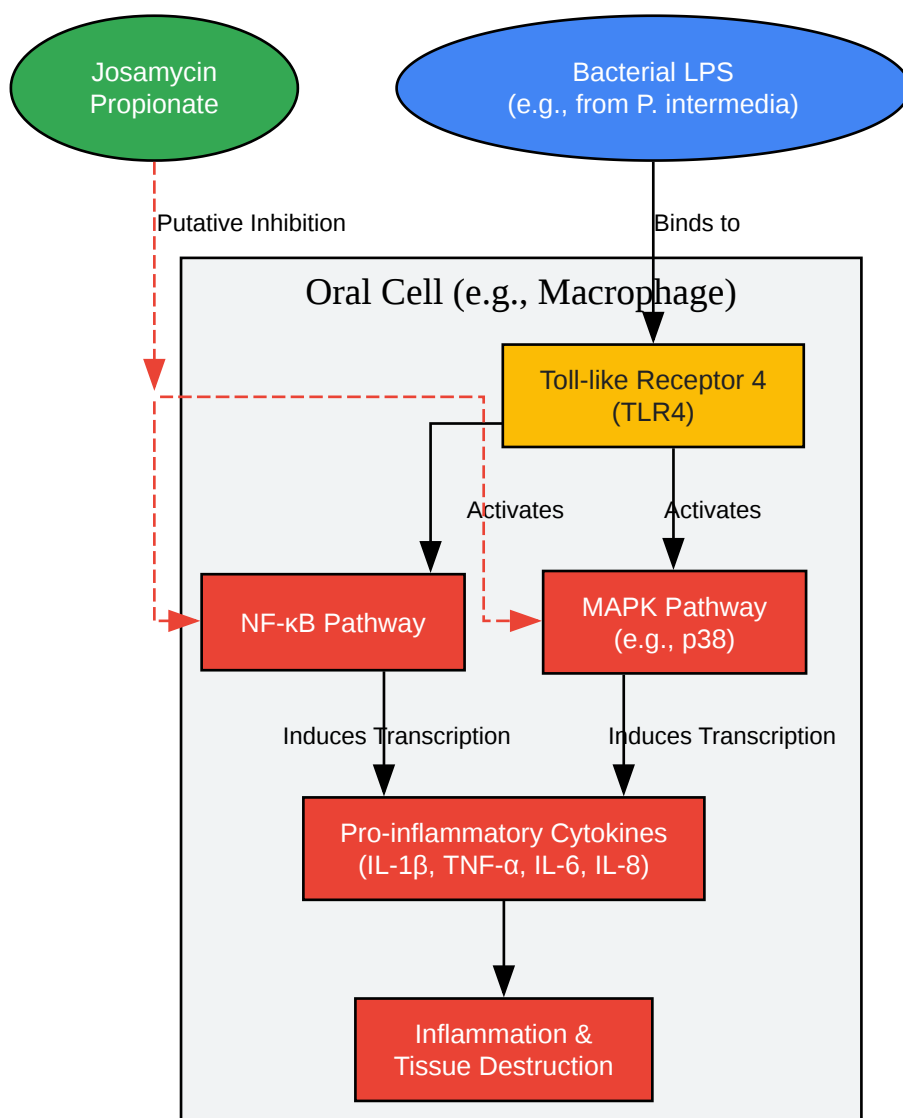 Josamycin
Propionate
Bacterial LPS
(e.g., from P. intermedia)
Putative Inhibition
Binds to
Oral Cell (e.g., Macrophage)
Toll-like Receptor 4
(TLR4)
Activates
Activates
NF-κB Pathway
MAPK Pathway
(e.g., p38)
Induces Transcription
Induces Transcription
Pro-inflammatory Cytokines
(IL-1β, TNF-α, IL-6, IL-8)
Inflammation &
Tissue Destruction